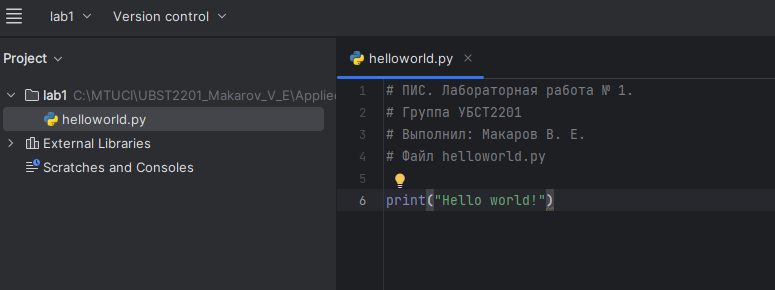 lab1 Version control
Project
helloworld.py
lab1 C:\MTUCI\UBST2201_Makarov_V_E\Applied
helloworld.py
External Libraries
Scratches and Consoles
1 # ПИС. Лабораторная работа № 1.
2 # Группа УБСТ2201
3 # Выполнил: Макаров В. Е.
4 # Файл helloworld.py
5
6 print("Hello world!")